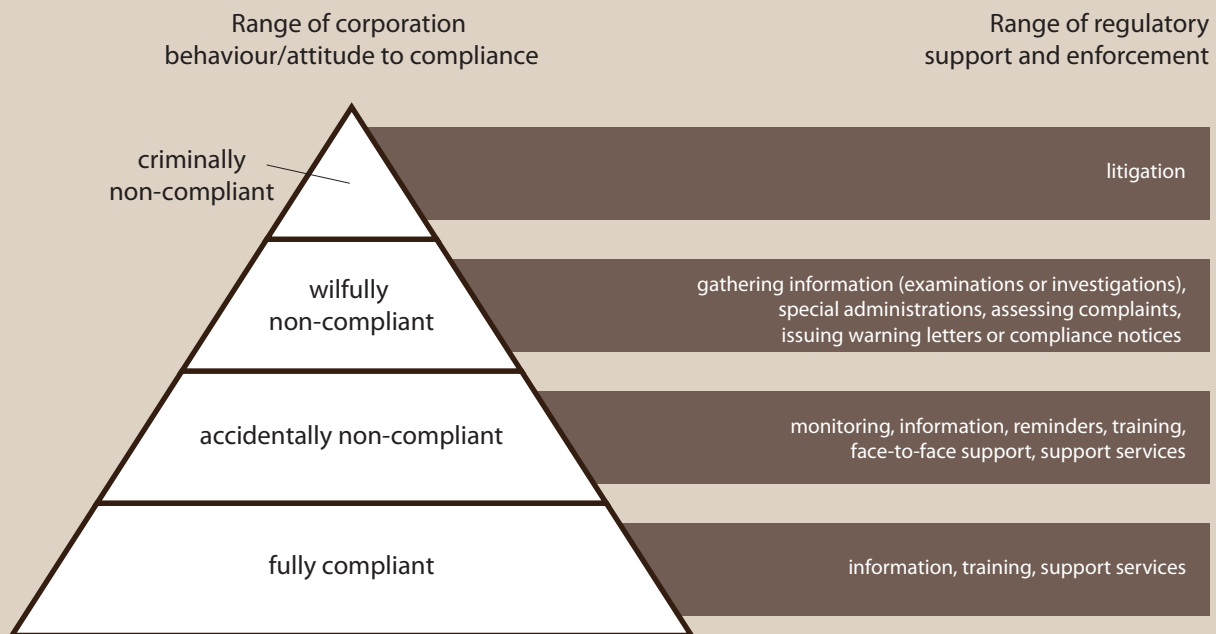 Range of corporation
behaviour/attitude to compliance
Range of regulatory
support and enforcement
criminally
non-compliant
litigation
wilfully
non-compliant
gathering information (examinations or investigations),
special administrations, assessing complaints,
issuing warning letters or compliance notices
accidentally non-compliant
monitoring, information, reminders, training,
face-to-face support, support services
fully compliant
information, training, support services